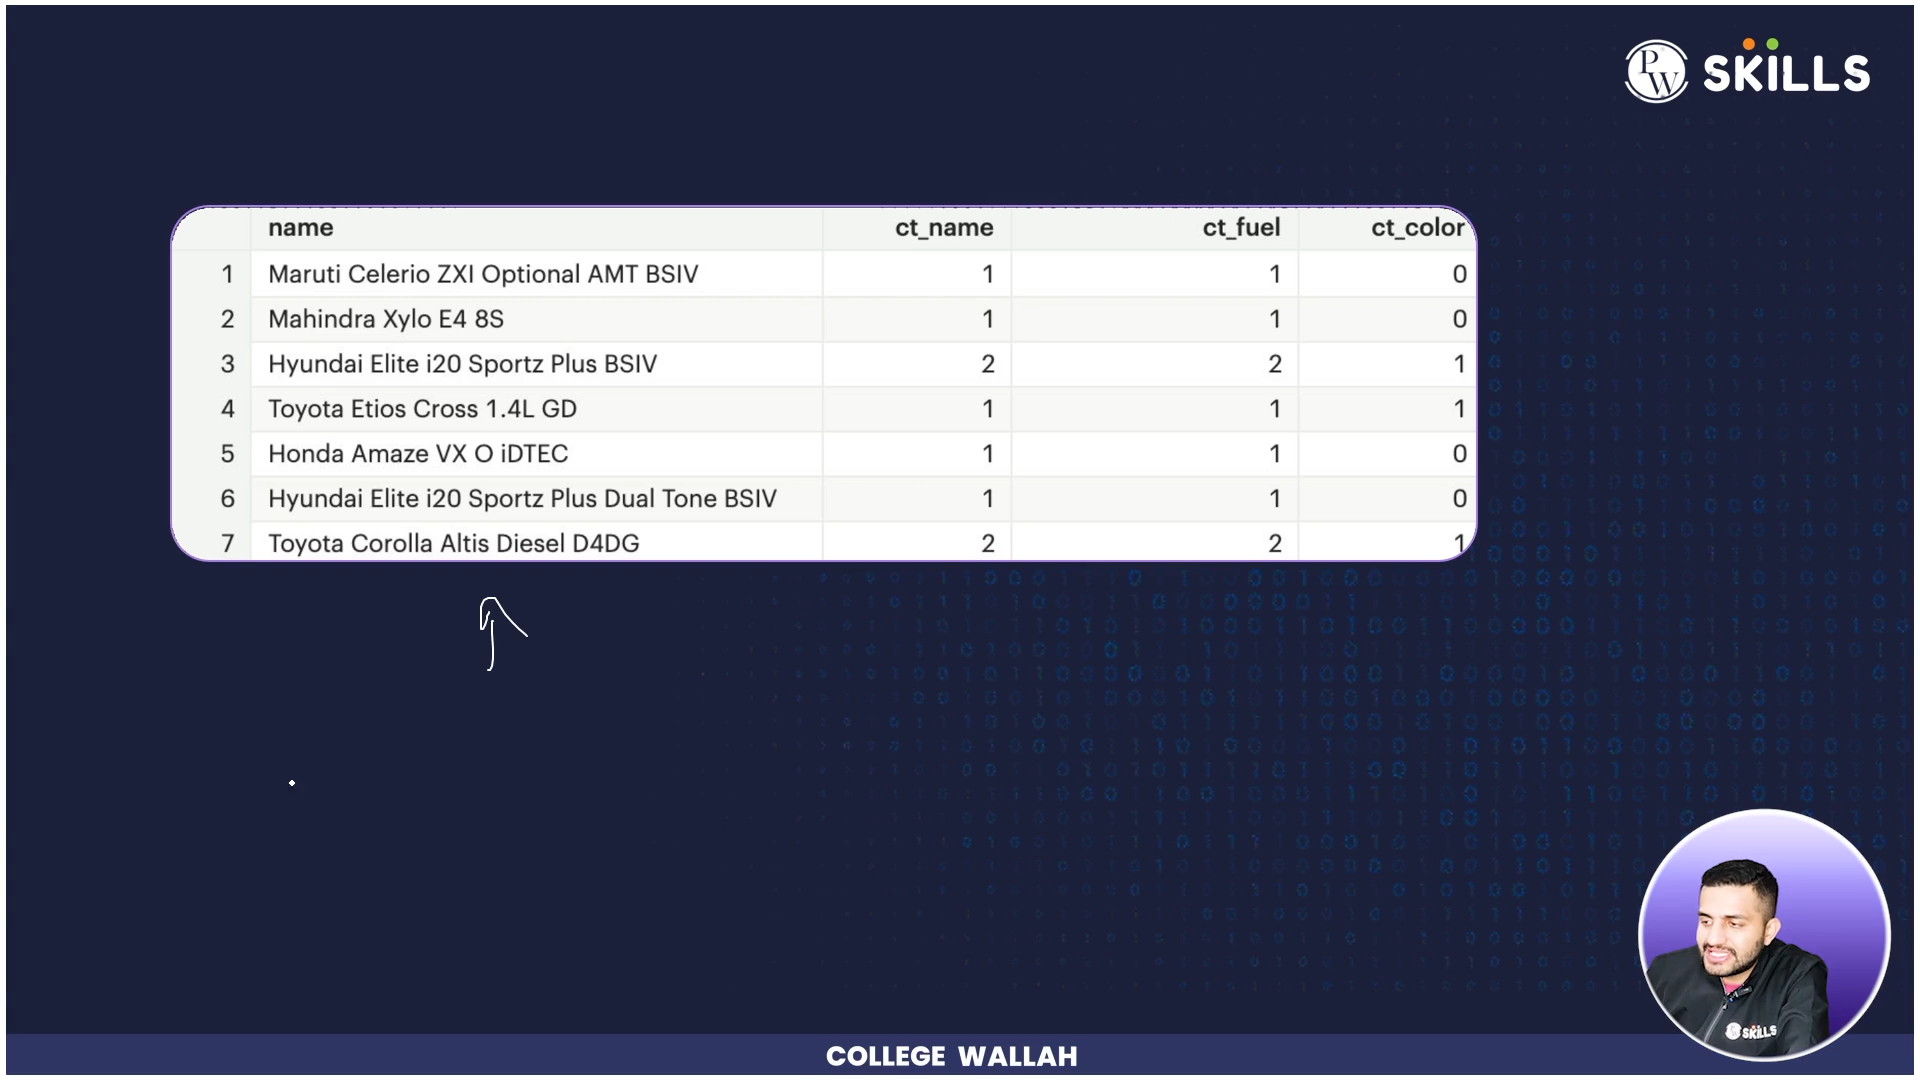 PW SKILLS
name ct_name ct_fuel ct_color
1 Maruti Celerio ZXI Optional AMT BSIV 1 1 0
2 Mahindra Xylo E4 8S 1 1 0
3 Hyundai Elite i20 Sportz Plus BSIV 2 2 1
4 Toyota Etios Cross 1.4L GD 1 1 1
5 Honda Amaze VX O iDTEC 1 1 0
6 Hyundai Elite i20 Sportz Plus Dual Tone BSIV 1 1 0
7 Toyota Corolla Altis Diesel D4DG 2 2 1
SKILLS
COLLEGE WALLAH